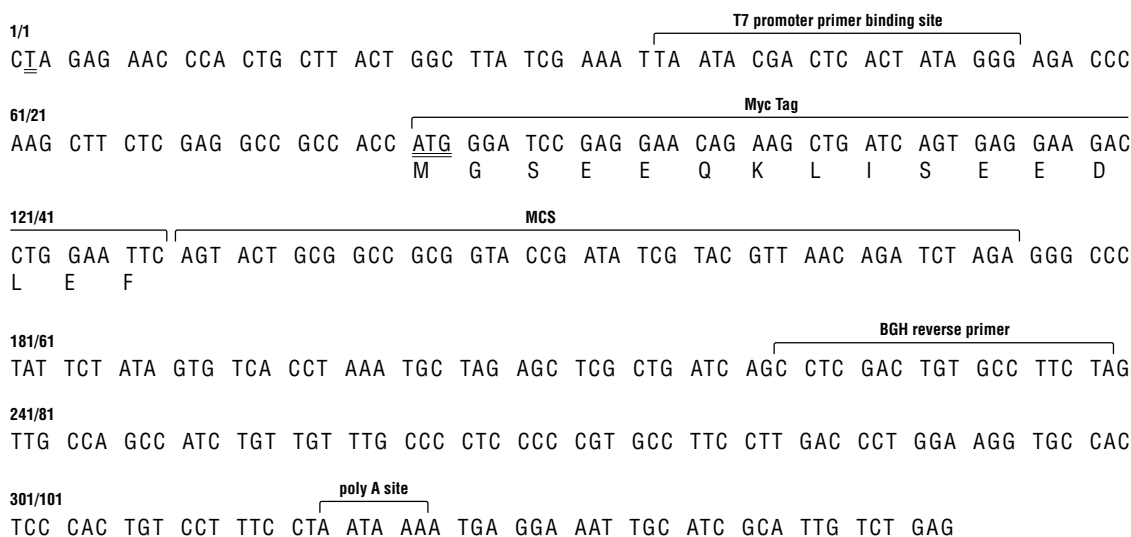 T7 promoter primer binding site
1/1
CTA GAG AAC CCA CTG CTT ACT GGC TTA TCG AAA TTA ATA CGA CTC ACT ATA GGG AGA CCC
61/21
Myc Tag
AAG CTT CTC GAG GCC GCC ACC ATG GGA TCC GAG GAA CAG AAG CTG ATC AGT GAG GAA GAC
M G S E E Q K L I S E E D
121/41
MCS
CTG GAA TTC AGT ACT GCG GCC GCG GTA CCG ATA TCG TAC GTT AAC AGA TCT AGA GGG CCC
L E F
181/61
BGH reverse primer
TAT TCT ATA GTG TCA CCT AAA TGC TAG AGC TCG CTG ATC AGC CTC GAC TGT GCC TTC TAG
241/81
TTG CCA GCC ATC TGT TGT TTG CCC CTC CCC CGT GCC TTC CTT GAC CCT GGA AGG TGC CAC
301/101
poly A site
TCC CAC TGT CCT TTC CTA ATA AAA TGA GGA AAT TGC ATC GCA TTG TCT GAG